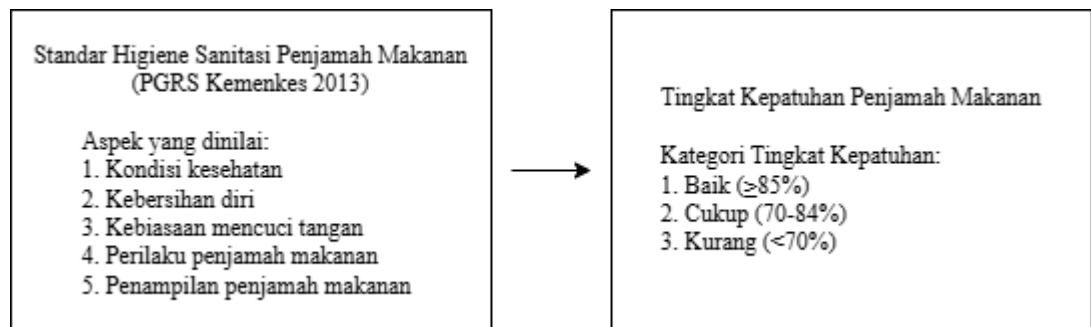 Standar Higiene Sanitasi Penjamah Makanan
(PGRS Kemenkes 2013)
Aspek yang dinilai:
1. Kondisi kesehatan
2. Kebersihan diri
3. Kebiasaan mencuci tangan
4. Perilaku penjamah makanan
5. Penampilan penjamah makanan
Tingkat Kepatuhan Penjamah Makanan
Kategori Tingkat Kepatuhan:
1. Baik (≥85%)
2. Cukup (70-84%)
3. Kurang (<70%)